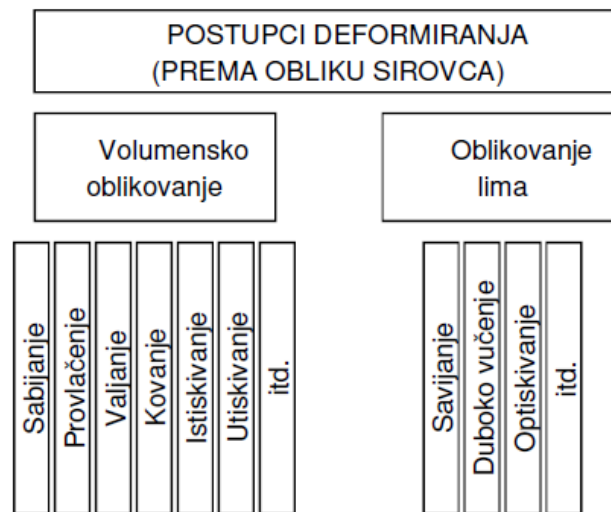 POSTUPCI DEFORMIRANJA
(PREMA OBLIKU SIROVCA)
Volumensko
oblikovanje
Oblikovanje
lima
Sabijanje
Provlačenje
Valjanje
Kovanje
Istiskivanje
Utiskivanje
itd.
Savijanje
Duboko vučenje
Optiskivanje
itd.